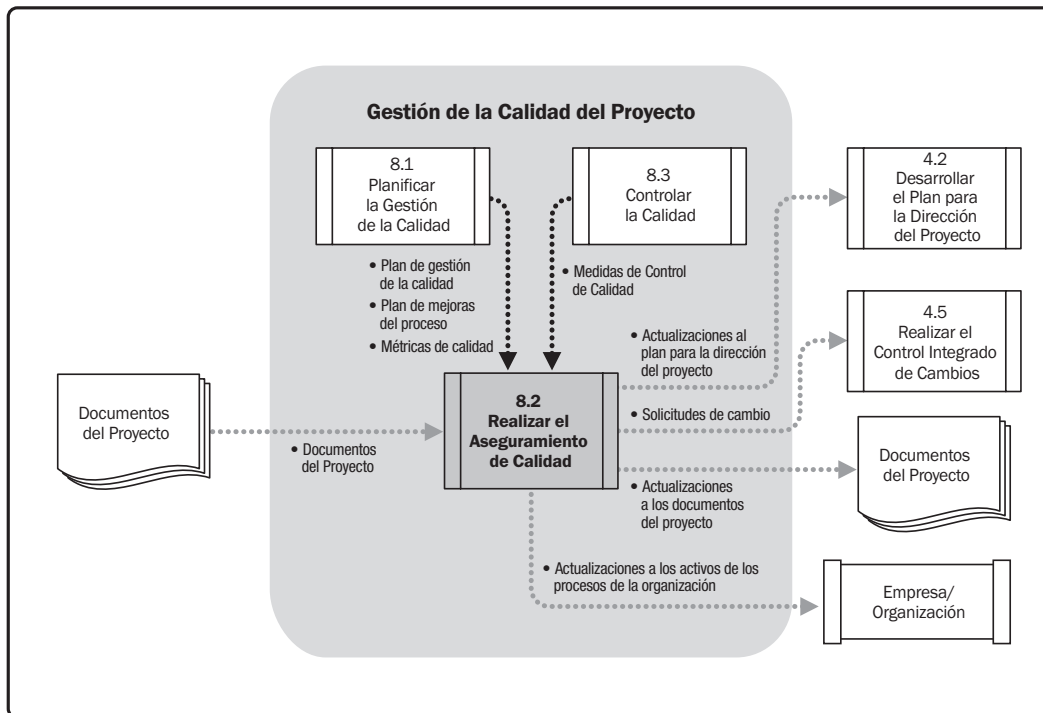 Gestión de la Calidad del Proyecto
8.1
Planificar
la Gestión
de la Calidad
8.3
Controlar
la Calidad
4.2
Desarrollar
el Plan para
la Dirección
del Proyecto
• Plan de gestión
de la calidad
• Plan de mejoras
del proceso
• Métricas de calidad
• Medidas de Control
de Calidad
• Actualizaciones al
plan para la dirección
del proyecto
4.5
Realizar el
Control Integrado
de Cambios
Documentos
del Proyecto
• Documentos
del Proyecto
8.2
Realizar el
Aseguramiento
de Calidad
• Solicitudes de cambio
• Actualizaciones
a los documentos
del proyecto
Documentos
del Proyecto
• Actualizaciones a los activos de los
procesos de la organización
Empresa/
Organización